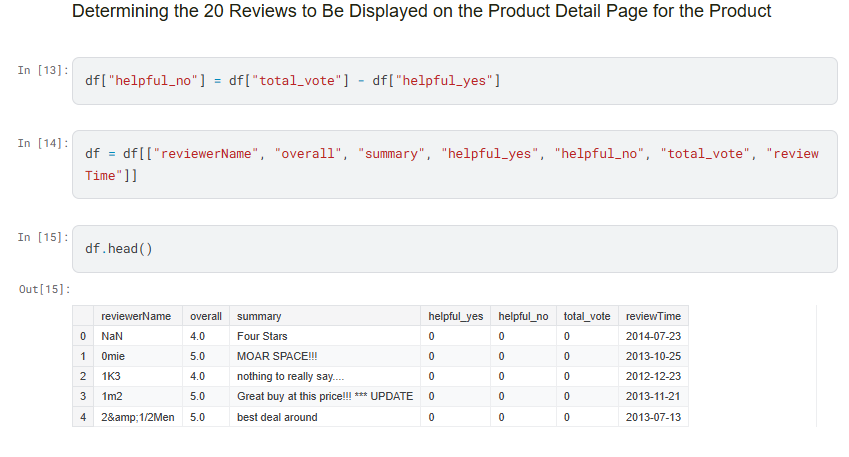 Determining the 20 Reviews to Be Displayed on the Product Detail Page for the Product
In [13]:
df["helpful_no"] = df["total_vote"] - df["helpful_yes"]
In [14]:
df = df[["reviewerName", "overall", "summary", "helpful_yes", "helpful_no", "total_vote", "review
Time"]]
In [15]:
df.head()
Out[15]:
reviewerName overall summary helpful_yes helpful_no total_vote reviewTime
0 NaN 4.0 Four Stars 0 0 0 2014-07-23
1 0mie 5.0 MOAR SPACE!!! 0 0 0 2013-10-25
2 1K3 4.0 nothing to really say.... 0 0 0 2012-12-23
3 1m2 5.0 Great buy at this price!!! *** UPDATE 0 0 0 2013-11-21
4 2&amp;1/2Men 5.0 best deal around 0 0 0 2013-07-13